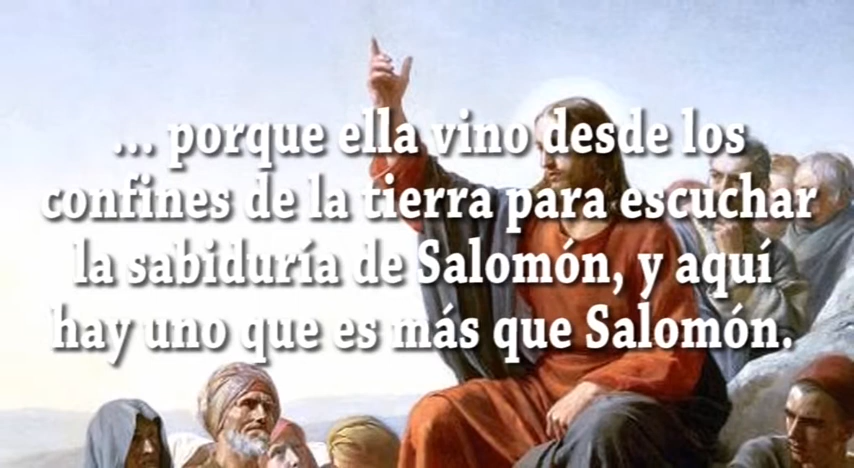 ... porque ella vino desde los
confines de la tierra para escuchar
la sabiduría de Salomón, y aquí
hay uno que es más que Salomón.